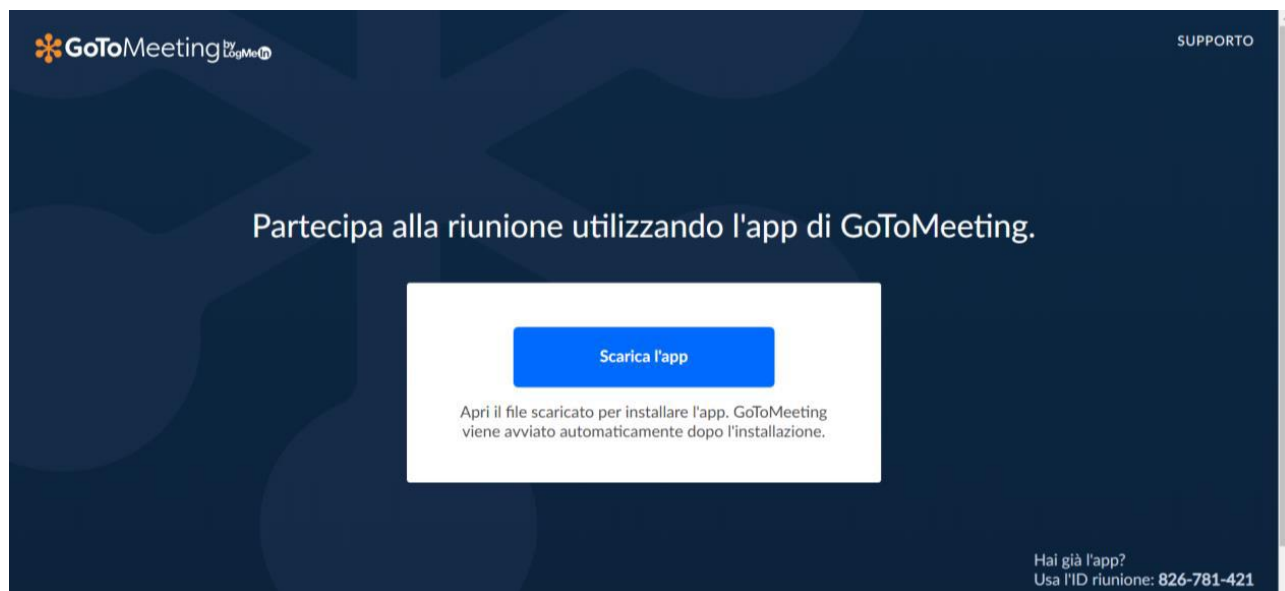 GoToMeeting by LogMeIn
SUPPORTO
Partecipa alla riunione utilizzando l'app di GoToMeeting.
Scarica l'app
Apri il file scaricato per installare l'app. GoToMeeting
viene avviato automaticamente dopo l'installazione.
Hai già l'app?
Usa l'ID riunione: 826-781-421